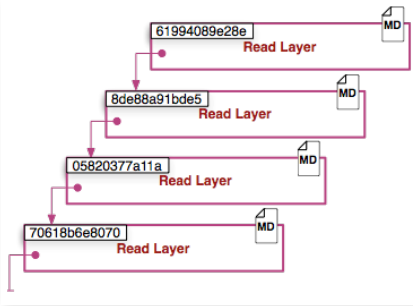 61994089e28e
MD
Read Layer
8de88a91bde5
MD
Read Layer
05820377a11a
MD
Read Layer
70618b6e8070
MD
Read Layer